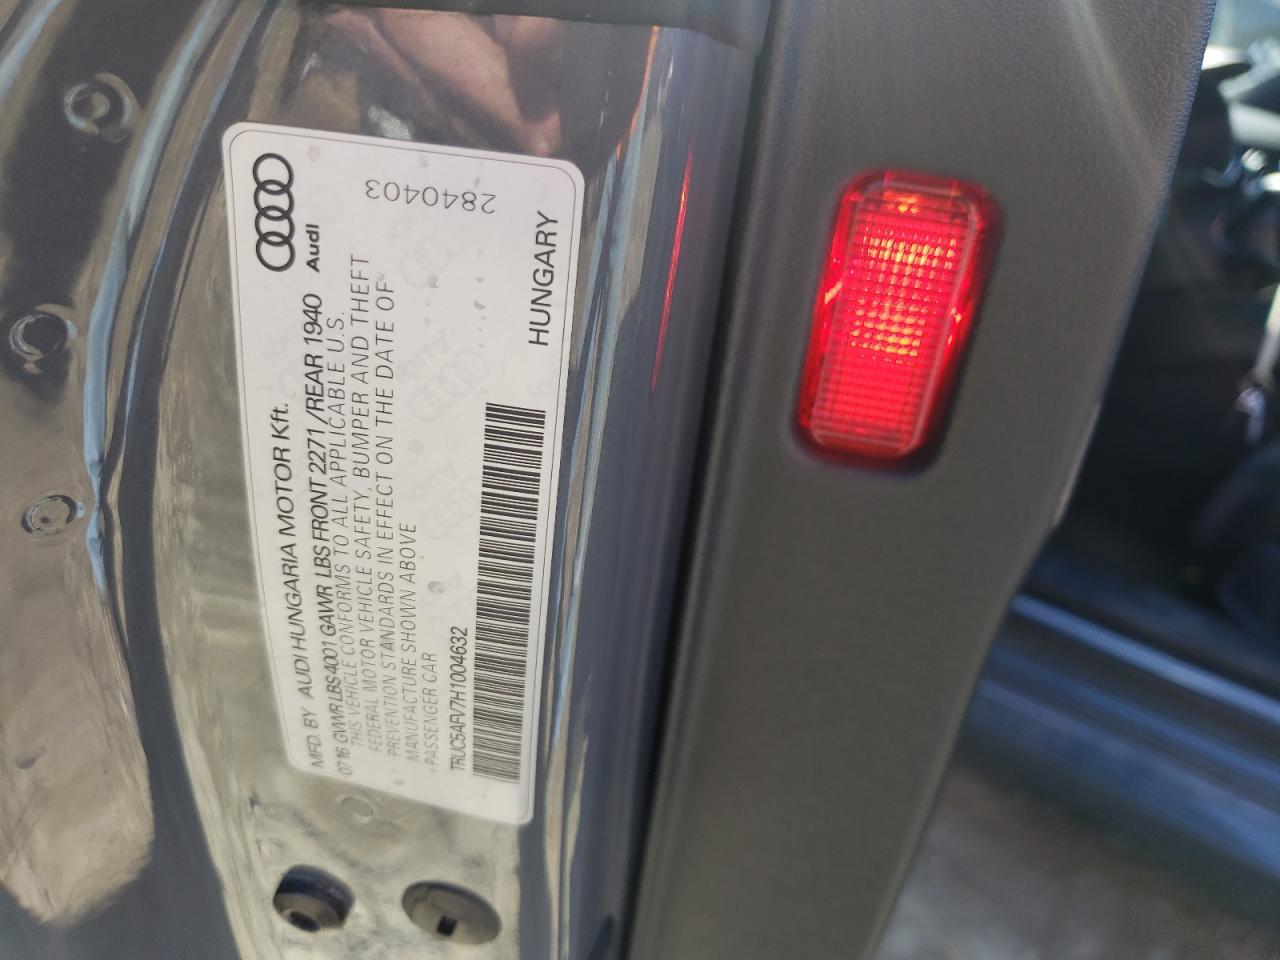 Audi
2840403
MFD. BY AUDI HUNGARIA MOTOR Kft.
0716 GVWR LBS 4001 GAWR LBS FRONT 2271/REAR 1940
THIS VEHICLE CONFORMS TO ALL APPLICABLE U.S.
FEDERAL MOTOR VEHICLE SAFETY, BUMPER AND THEFT
PREVENTION STANDARDS IN EFFECT ON THE DATE OF
MANUFACTURE SHOWN ABOVE
PASSENGER CAR
TRUC5AFV7H1004632
HUNGARY